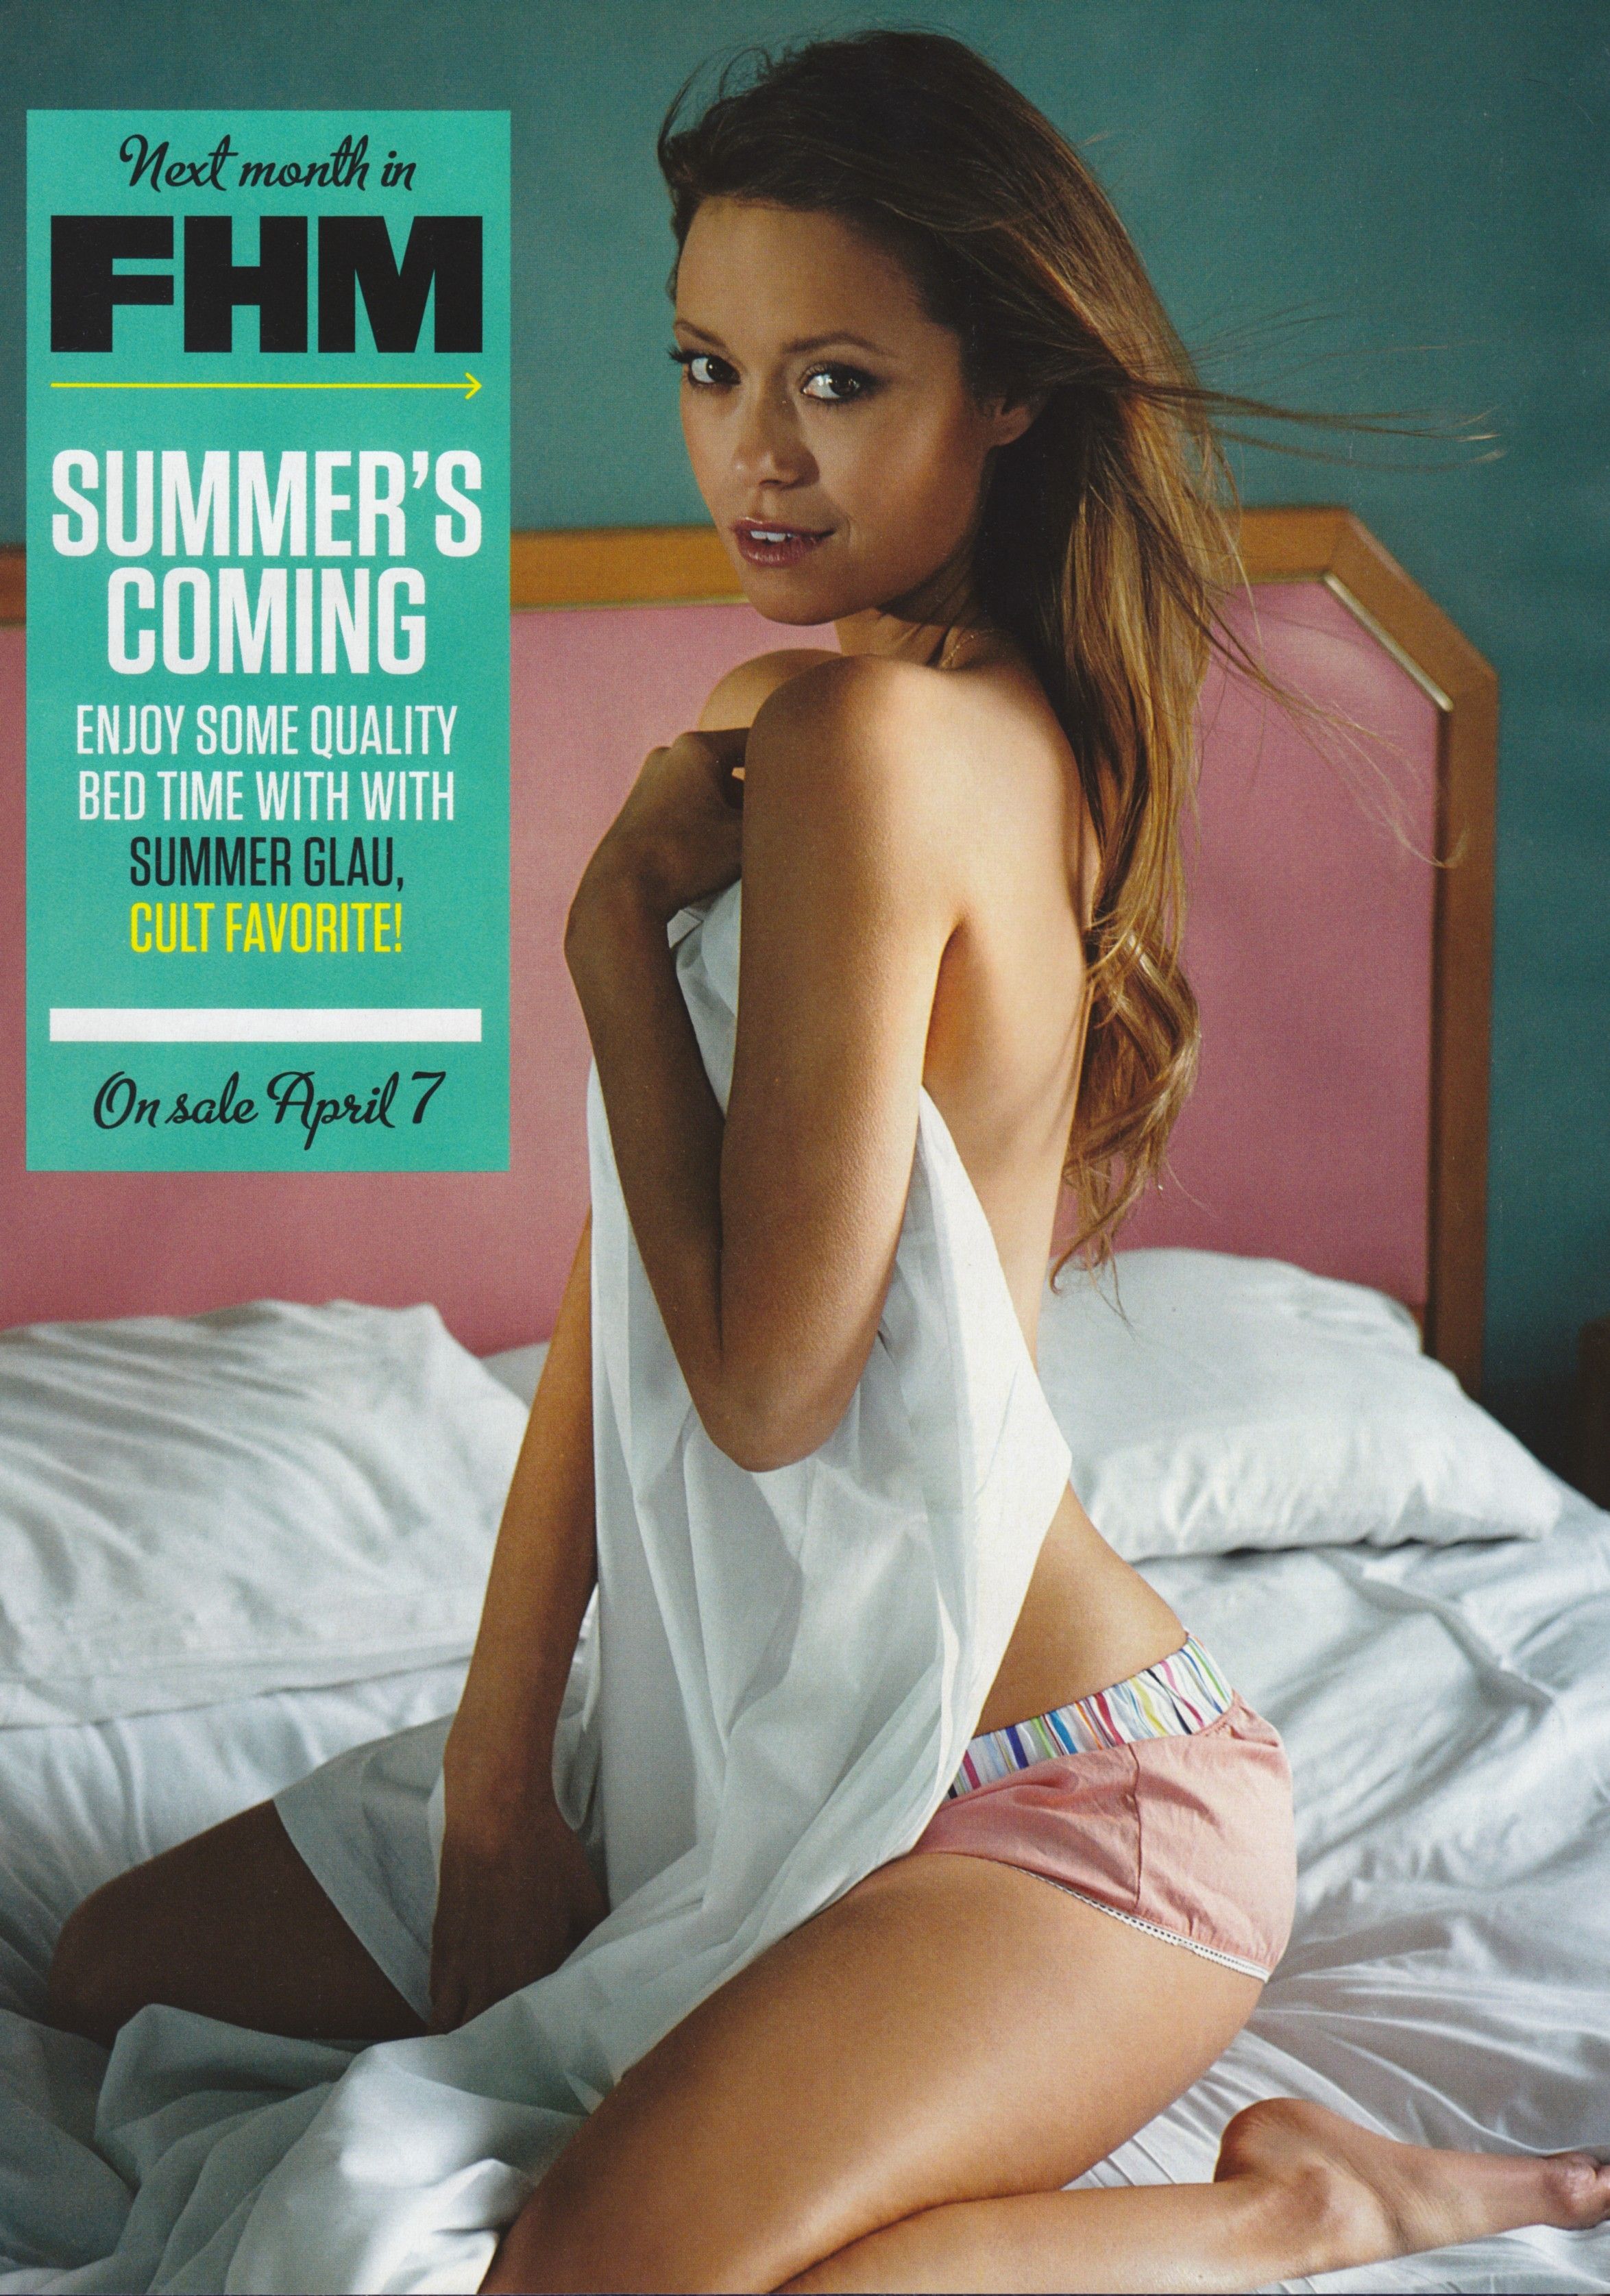 Next month in
FHM
SUMMER'S
COMING
ENJOY SOME QUALITY
BED TIME WITH WITH
SUMMER GLAU,
CULT FAVORITE!
On sale April 7